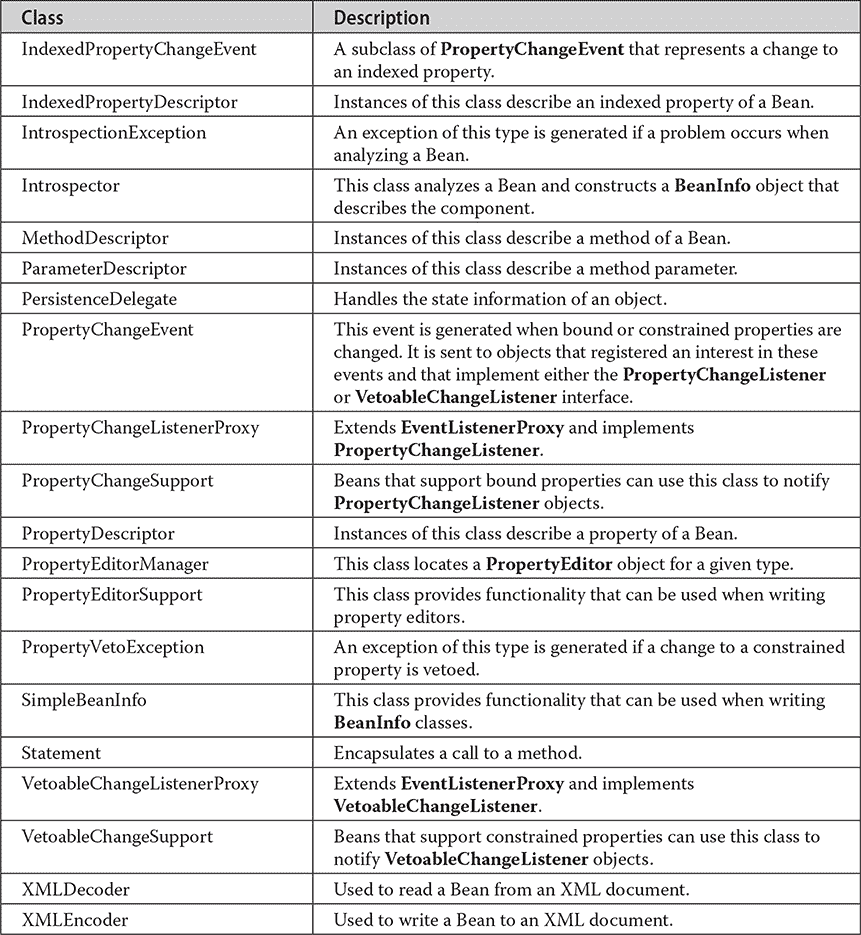 Class Description
IndexedPropertyChangeEvent A subclass of PropertyChangeEvent that represents a change to
an indexed property.
IndexedPropertyDescriptor Instances of this class describe an indexed property of a Bean.
IntrospectionException An exception of this type is generated if a problem occurs when
analyzing a Bean.
Introspector This class analyzes a Bean and constructs a BeanInfo object that
describes the component.
MethodDescriptor Instances of this class describe a method of a Bean.
ParameterDescriptor Instances of this class describe a method parameter.
PersistenceDelegate Handles the state information of an object.
PropertyChangeEvent This event is generated when bound or constrained properties are
changed. It is sent to objects that registered an interest in these
events and that implement either the PropertyChangeListener
or VetoableChangeListener interface.
PropertyChangeListenerProxy Extends EventListenerProxy and implements
PropertyChangeListener.
PropertyChangeSupport Beans that support bound properties can use this class to notify
PropertyChangeListener objects.
PropertyDescriptor Instances of this class describe a property of a Bean.
PropertyEditorManager This class locates a PropertyEditor object for a given type.
PropertyEditorSupport This class provides functionality that can be used when writing
property editors.
PropertyVetoException An exception of this type is generated if a change to a constrained
property is vetoed.
SimpleBeanInfo This class provides functionality that can be used when writing
BeanInfo classes.
Statement Encapsulates a call to a method.
VetoableChangeListenerProxy Extends EventListenerProxy and implements
VetoableChangeListener.
VetoableChangeSupport Beans that support constrained properties can use this class to
notify VetoableChangeListener objects.
XMLDecoder Used to read a Bean from an XML document.
XMLEncoder Used to write a Bean to an XML document.